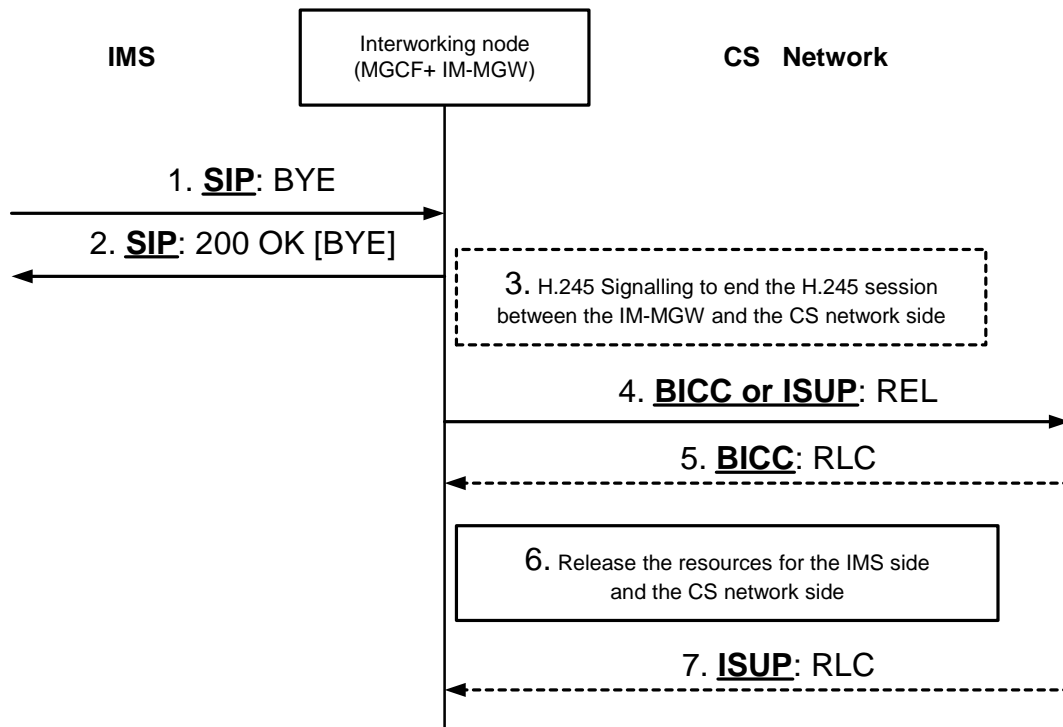 IMS
Interworking node
(MGCF+ IM-MGW)
CS Network
1. SIP: BYE
2. SIP: 200 OK [BYE]
3. H.245 Signalling to end the H.245 session
between the IM-MGW and the CS network side
4. BICC or ISUP: REL
5. BICC: RLC
6. Release the resources for the IMS side
and the CS network side
7. ISUP: RLC